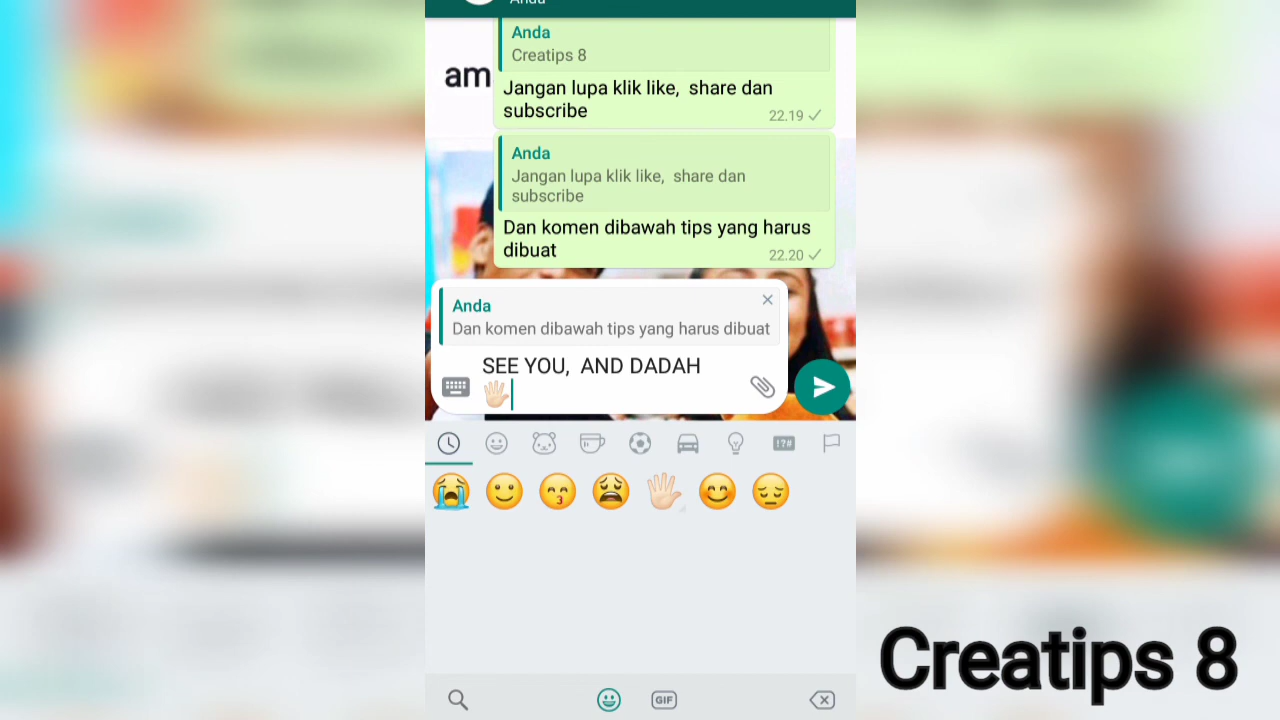 Anda
Anda
Creatips 8
am
Jangan lupa klik like, share dan
subscribe
22.19
Anda
Jangan lupa klik like, share dan
subscribe
Dan komen dibawah tips yang harus
dibuat
22.20
Anda
Dan komen dibawah tips yang harus dibuat
SEE YOU, AND DADAH
🖐🏻
!?#
GIF
Creatips 8